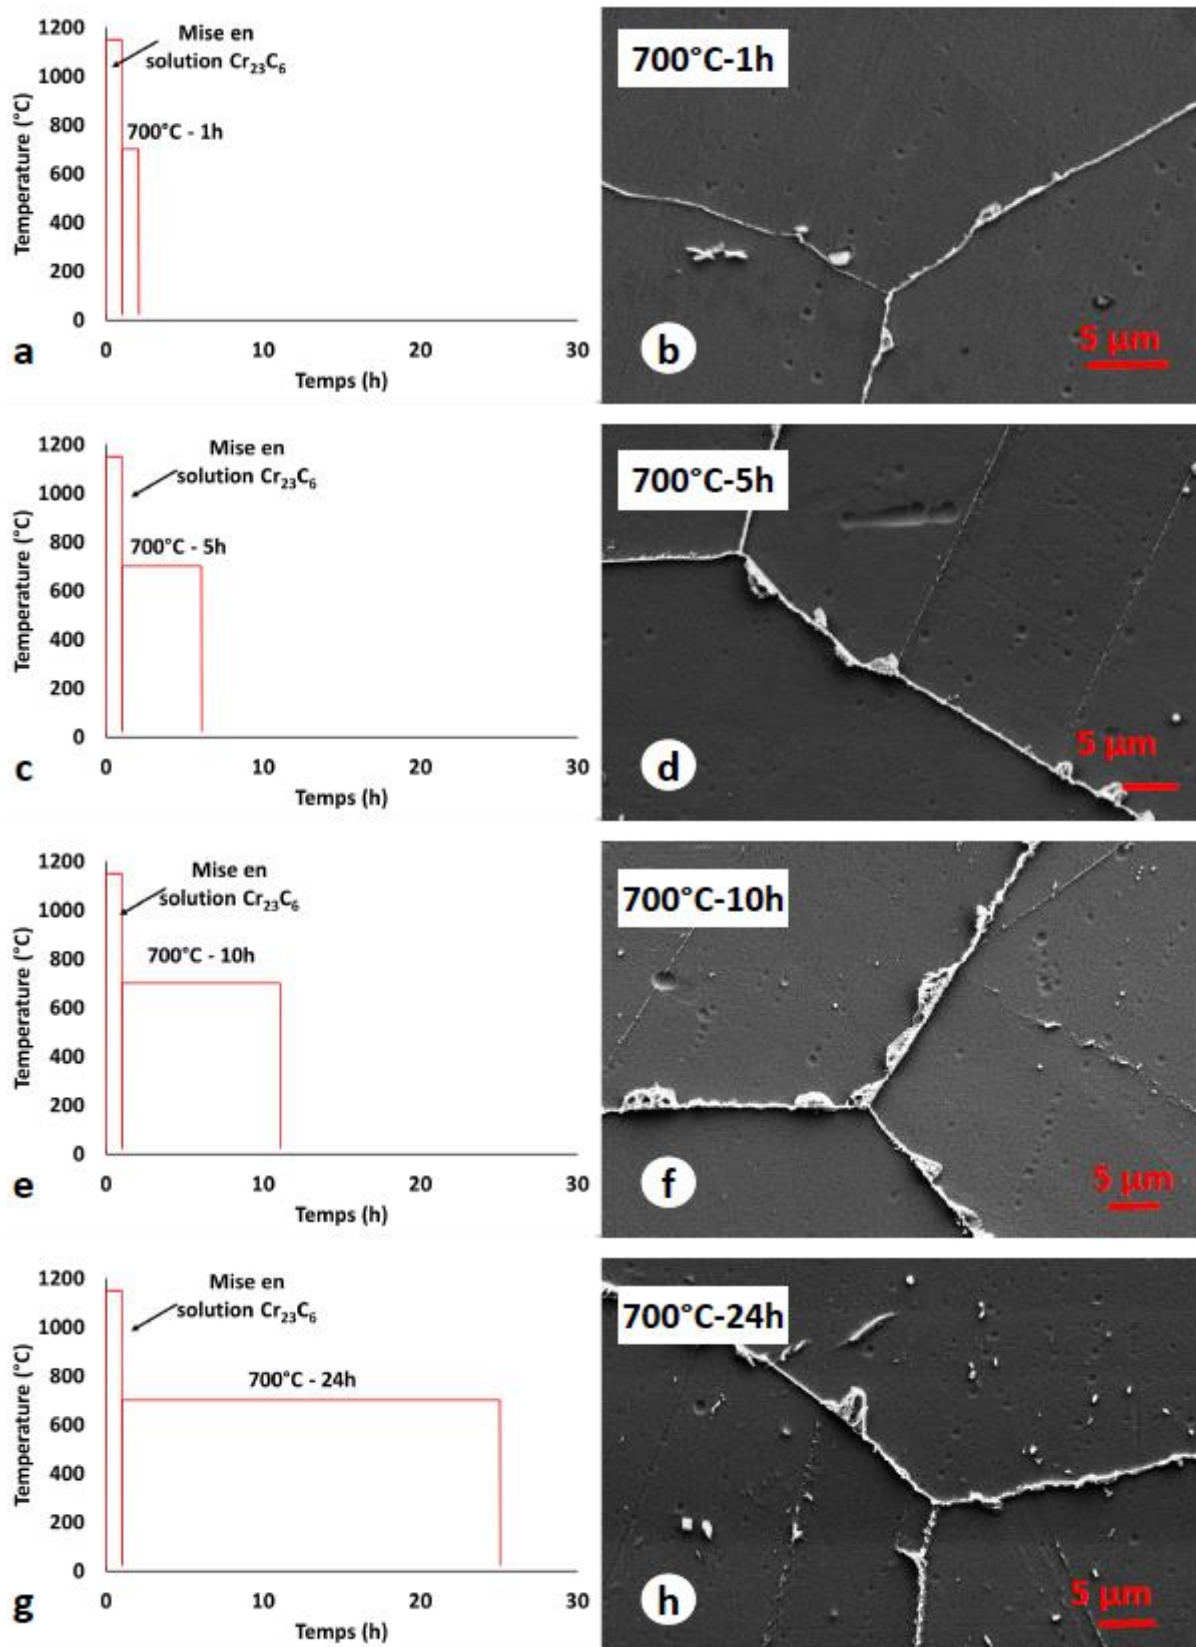 1200
1000
800
600
400
200
0
Temperature (°C)
Mise en
solution Cr23C6
700°C - 1h
0 10 20 30
Temps (h)
a
700°C-1h
b
5 µm
1200
1000
800
600
400
200
0
Temperature (°C)
Mise en
solution Cr23C6
700°C - 5h
0 10 20 30
Temps (h)
c
700°C-5h
d
5 µm
1200
1000
800
600
400
200
0
Temperature (°C)
Mise en
solution Cr23C6
700°C - 10h
0 10 20 30
Temps (h)
e
700°C-10h
f
5 µm
1200
1000
800
600
400
200
0
Temperature (°C)
Mise en
solution Cr23C6
700°C - 24h
0 10 20 30
Temps (h)
g
700°C-24h
h
5 µm